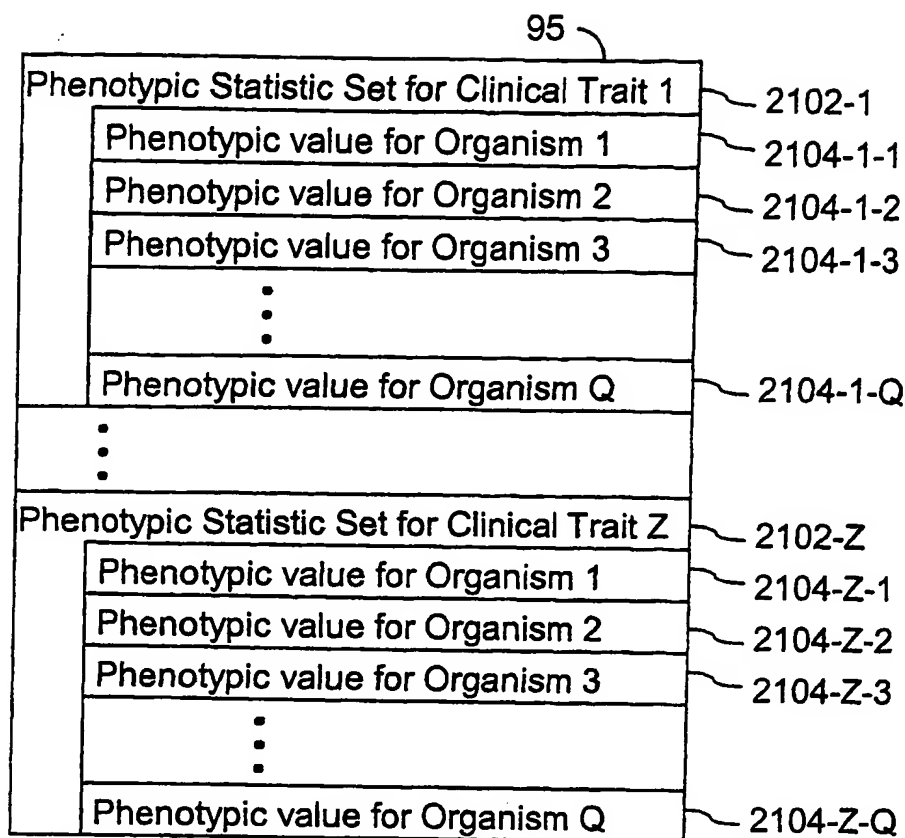 95
Phenotypic Statistic Set for Clinical Trait 1 2102-1
Phenotypic value for Organism 1 2104-1-1
Phenotypic value for Organism 2 2104-1-2
Phenotypic value for Organism 3 2104-1-3
Phenotypic value for Organism Q 2104-1-Q
Phenotypic Statistic Set for Clinical Trait Z 2102-Z
Phenotypic value for Organism 1 2104-Z-1
Phenotypic value for Organism 2 2104-Z-2
Phenotypic value for Organism 3 2104-Z-3
Phenotypic value for Organism Q 2104-Z-Q